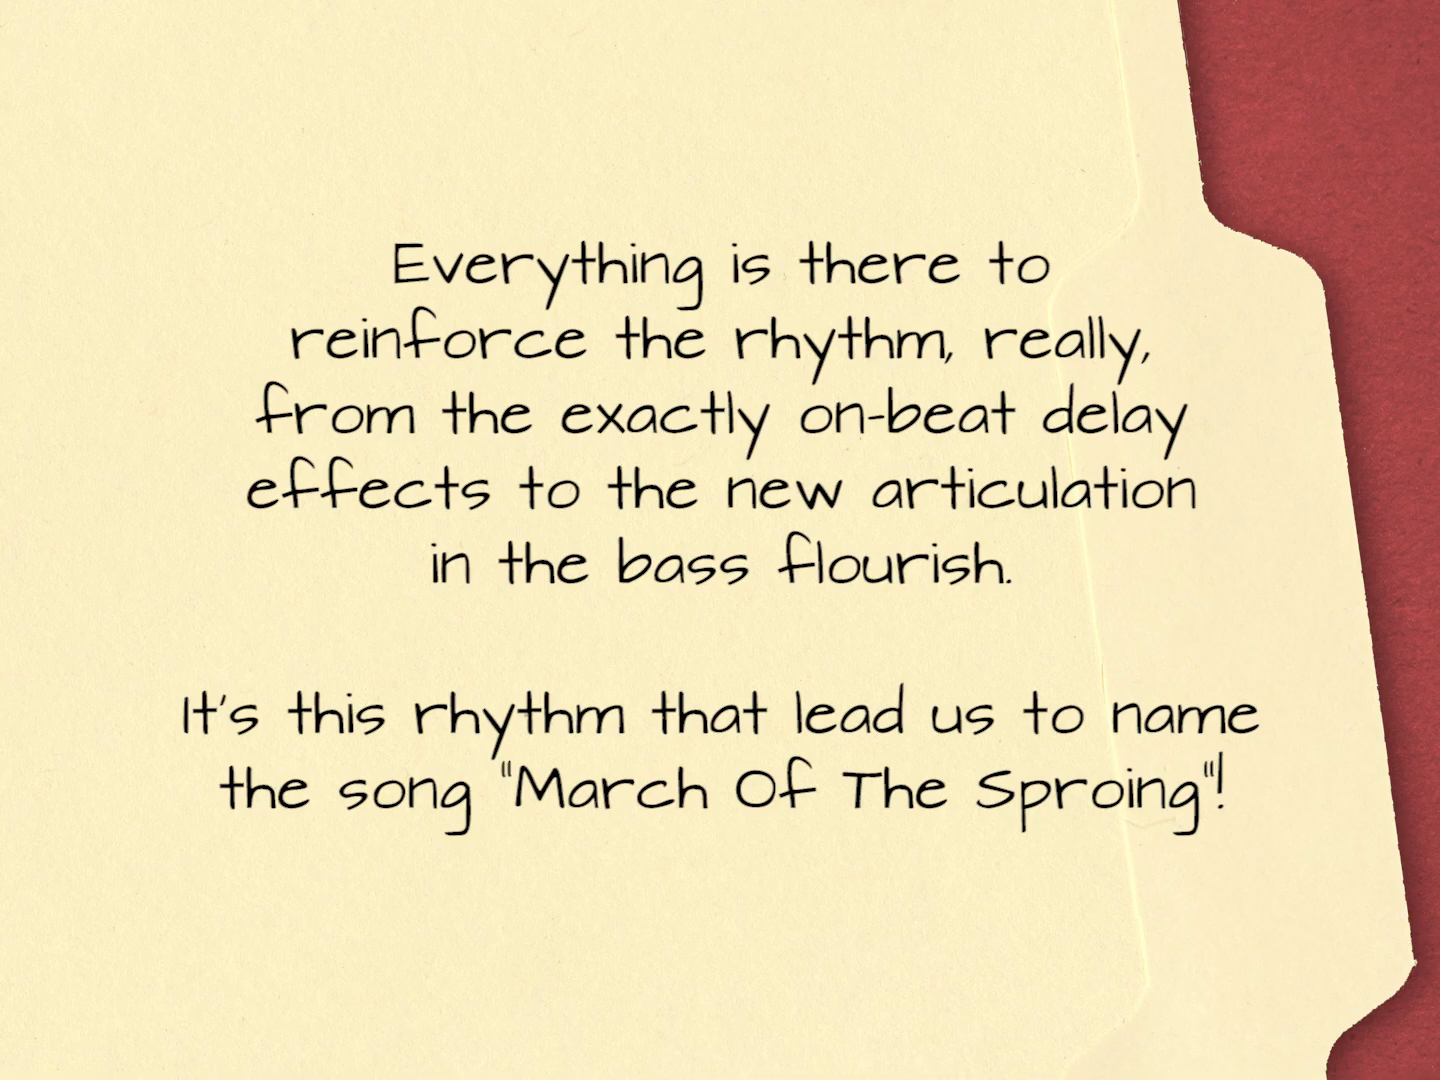 Everything is there to
reinforce the rhythm, really,
from the exactly on-beat delay
effects to the new articulation
in the bass flourish.
It's this rhythm that lead us to name
the song "March Of The Sproing"!